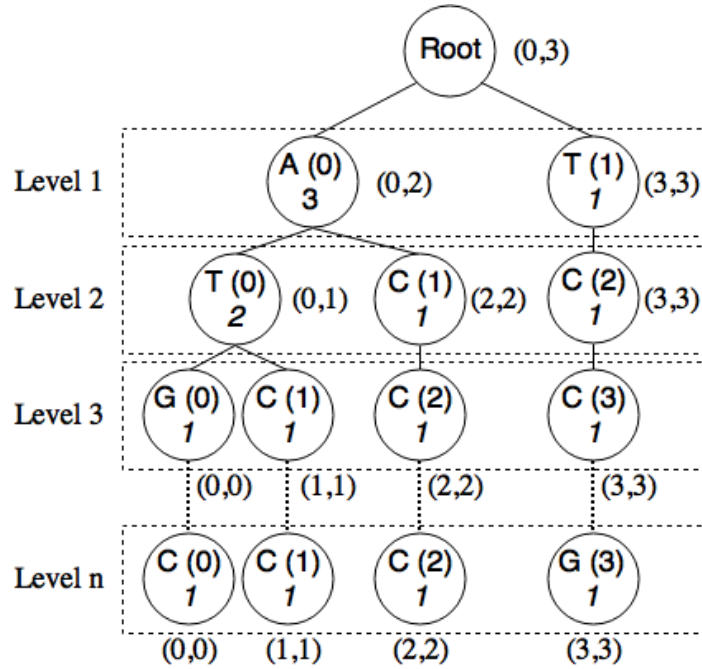 Root (0,3)
Level 1 A (0) (0,2) T (1) (3,3)
3 1
Level 2 T (0) (0,1) C (1) (2,2) C (2) (3,3)
2 1 1
Level 3 G (0) C (1) C (2) C (3)
1 1 1 1
(0,0) (1,1) (2,2) (3,3)
Level n C (0) C (1) C (2) G (3)
1 1 1 1
(0,0) (1,1) (2,2) (3,3)